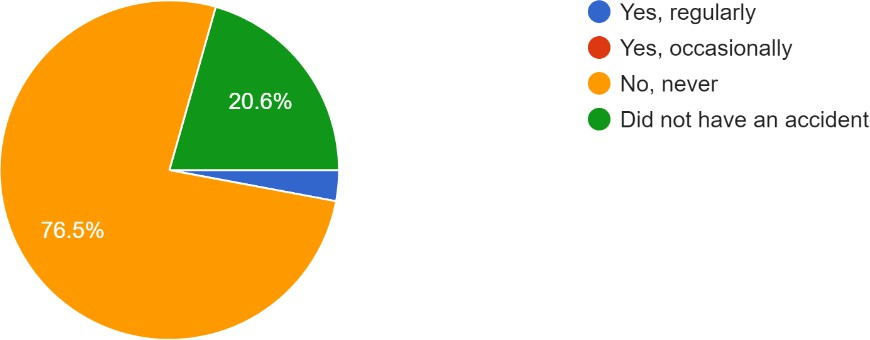 Yes, regularly
Yes, occasionally
No, never
Did not have an accident
20.6%
76.5%